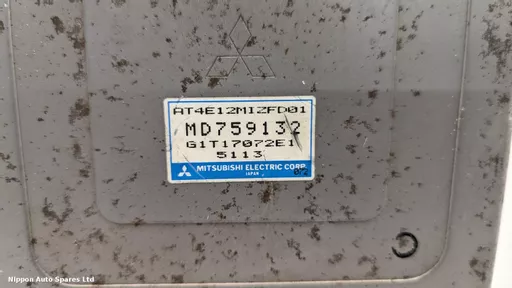 AT4E12M1ZFD01
MD759132
G1T17072E1
5113
MITSUBISHI ELECTRIC CORP.
JAPAN
Nippon Auto Spares Ltd